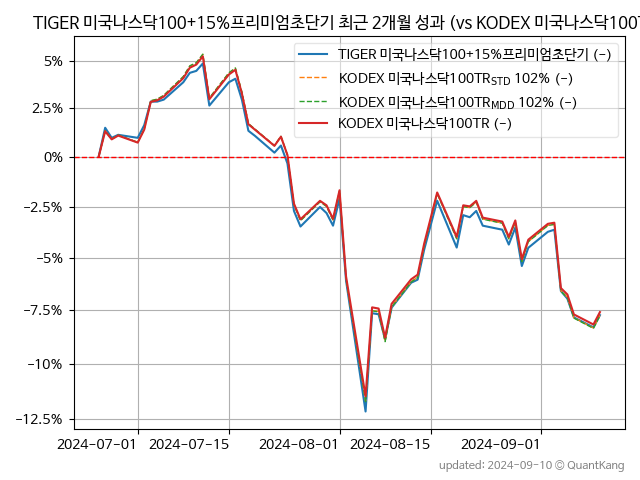 TIGER 미국나스닥100+15%프리미엄초단기 최근 2개월 성과 (vs KODEX 미국나스닥100T
5%
2.5%
0%
−2.5%
−5%
−7.5%
−10%
−12.5%
TIGER 미국나스닥100+15%프리미엄초단기 (−)
KODEX 미국나스닥100TR STD 102% (−)
KODEX 미국나스닥100TR MDD 102% (−)
KODEX 미국나스닥100TR (−)
2024-07-01 2024-07-15 2024-08-01 2024-08-15 2024-09-01
updated: 2024-09-10 © QuantKang